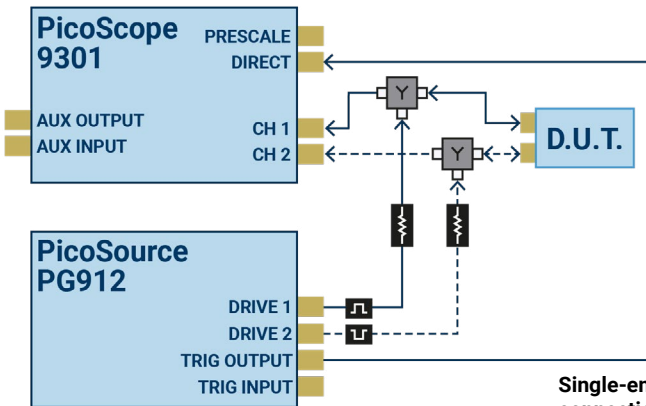 PicoScope
9301
PRESCALE
DIRECT
AUX OUTPUT
AUX INPUT
CH 1
CH 2
Y
Y
D.U.T.
PicoSource
PG912
DRIVE 1
DRIVE 2
TRIG OUTPUT
TRIG INPUT